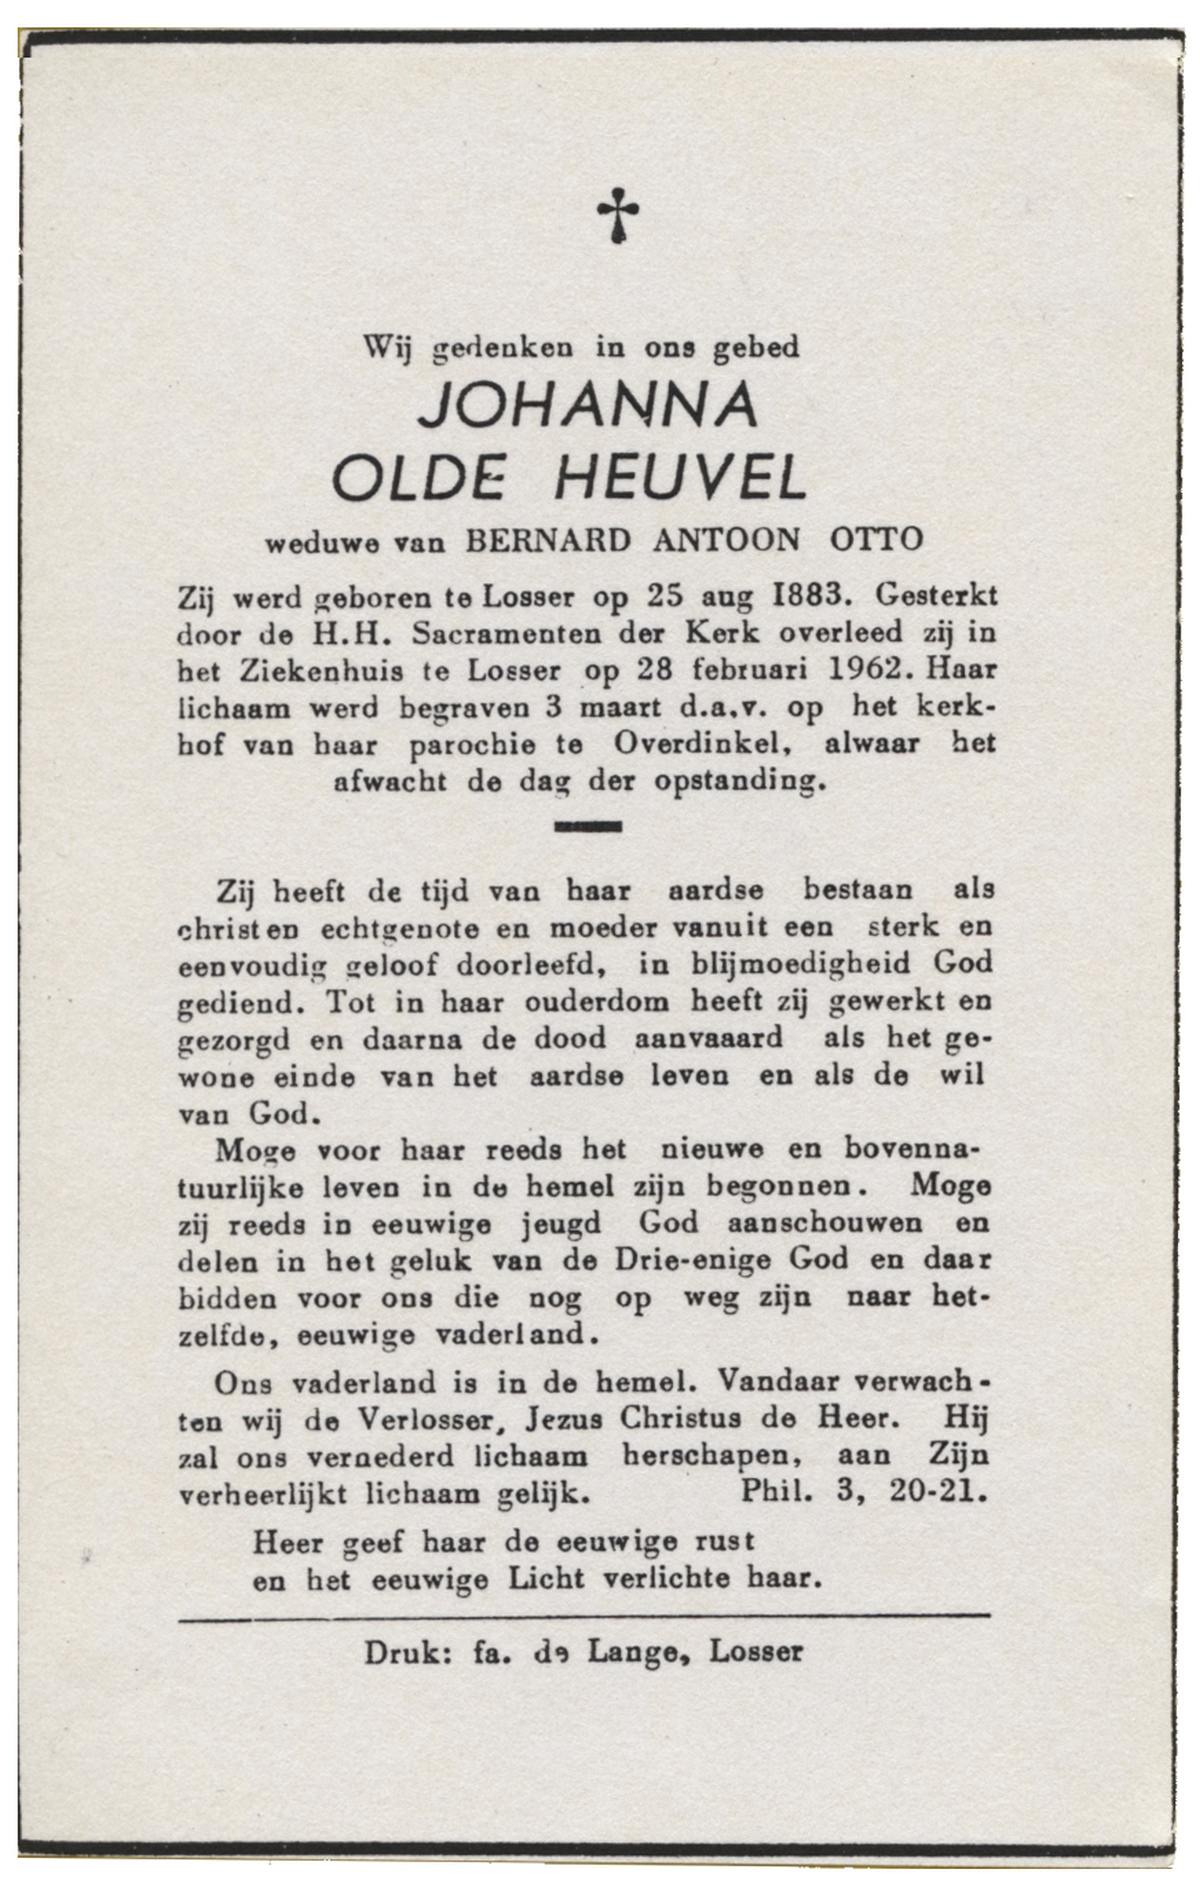 Wij gedenken in ons gebed
JOHANNA
OLDE HEUVEL
weduwe van BERNARD ANTOON OTTO
Zij werd geboren te Losser op 25 aug 1883. Gesterkt
door de H.H. Sacramenten der Kerk overleed zij in
het Ziekenhuis te Losser op 28 februari 1962. Haar
lichaam werd begraven 3 maart d.a.v. op het kerk-
hof van haar parochie te Overdinkel, alwaar het
afwacht de dag der opstanding.
Zij heeft de tijd van haar aardse bestaan als
christen echtgenote en moeder vanuit een sterk en
eenvoudig geloof doorleefd, in blijmoedigheid God
gediend. Tot in haar ouderdom heeft zij gewerkt en
gezorgd en daarna de dood aanvaaard als het ge-
wone einde van het aardse leven en als de wil
van God.
Moge voor haar reeds het nieuwe en bovenna-
tuurlijke leven in de hemel zijn begonnen. Moge
zij reeds in eeuwige jeugd God aanschouwen en
delen in het geluk van de Drie-enige God en daar
bidden voor ons die nog op weg zijn naar het-
zelfde, eeuwige vaderland.
Ons vaderland is in de hemel. Vandaar verwach-
ten wij de Verlosser, Jezus Christus de Heer. Hij
zal ons vernederd lichaam herschapen, aan Zijn
verheerlijkt lichaam gelijk. Phil. 3, 20-21.
Heer geef haar de eeuwige rust
en het eeuwige Licht verlichte haar.
Druk: fa. de Lange, Losser